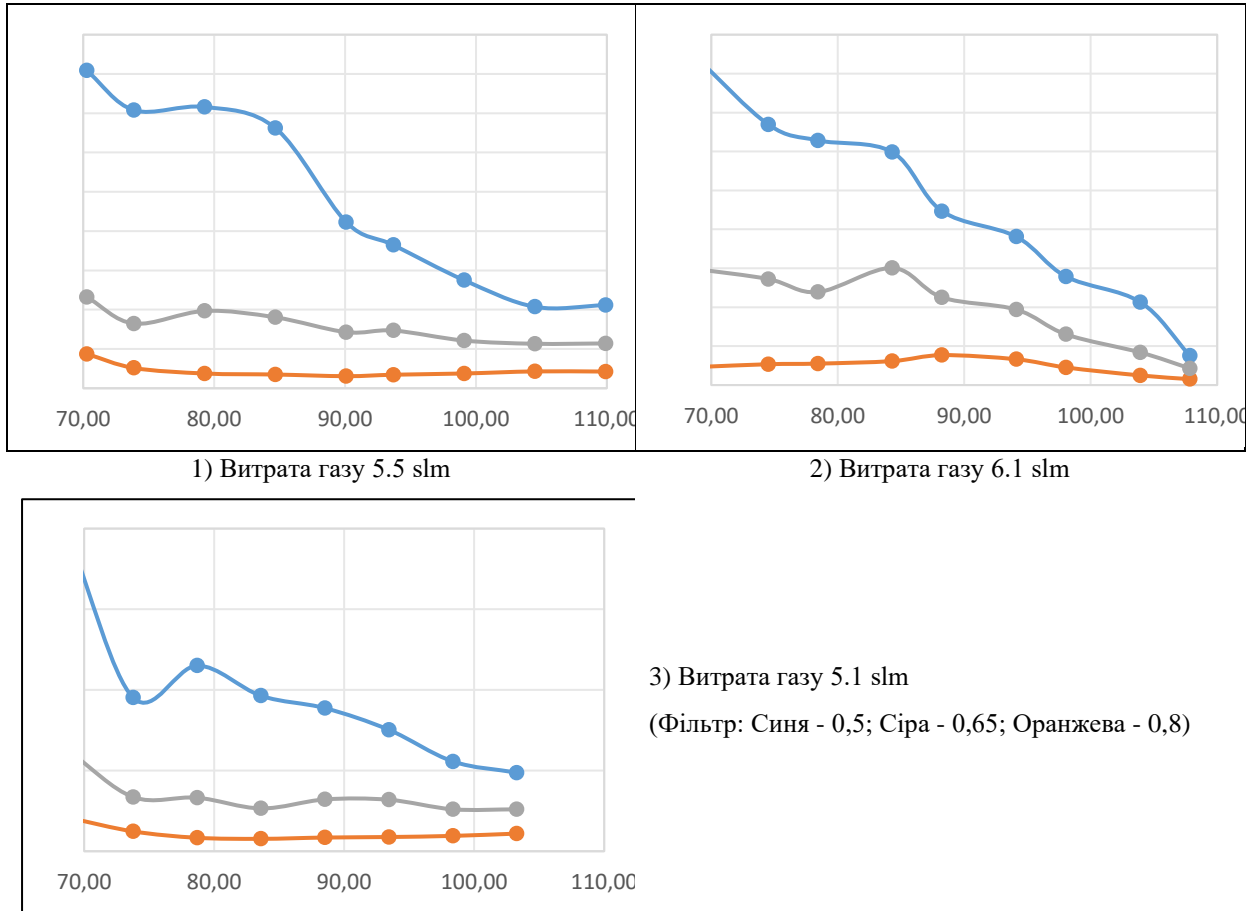 70,00 80,00 90,00 100,00 110,00
70,00 80,00 90,00 100,00 110,00
1) Витрата газу 5.5 slm
2) Витрата газу 6.1 slm
3) Витрата газу 5.1 slm
(Фільтр: Синя - 0,5; Сіра - 0,65; Оранжева - 0,8)
70,00 80,00 90,00 100,00 110,00